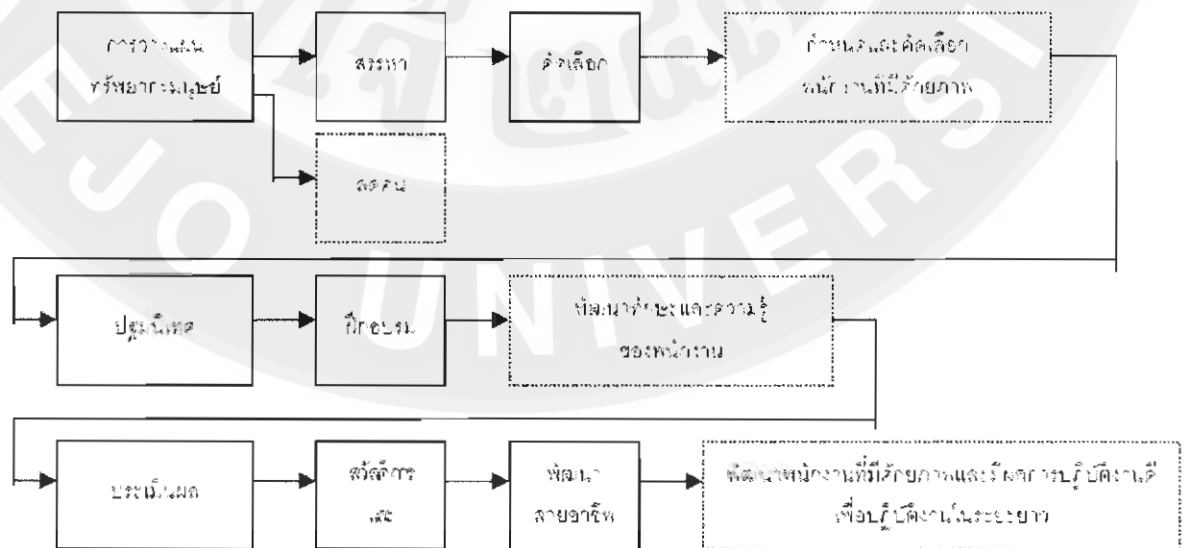 การวางแผน
ทรัพยากรมนุษย์
สรรหา
คัดเลือก
กำหนดและคัดเลือก
พนักงานที่มีศักยภาพ
ลดคน
ปฐมนิเทศ
ฝึกอบรม
พัฒนาทักษะและความรู้
ของพนักงาน
ประเมินผล
สวัสดิการ
และ
พัฒนา
สายอาชีพ
พัฒนาพนักงานที่มีศักยภาพและมีผลการปฏิบัติงานดี
เพื่อปฏิบัติงานในระยะยาว
JO UNIVERSI